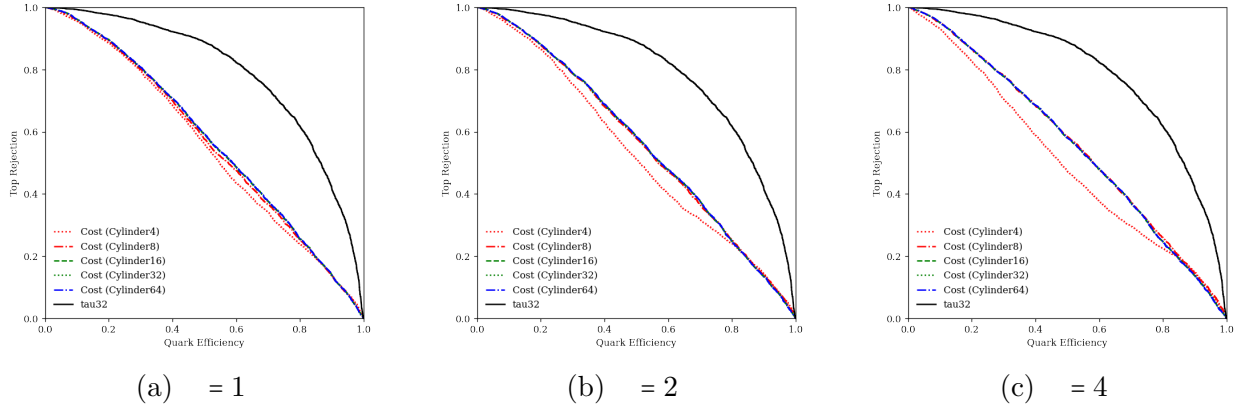 1.0
0.8
0.6
0.4
0.2
0.0
Top Rejection
Cost (Cylinder4)
Cost (Cylinder8)
Cost (Cylinder16)
Cost (Cylinder32)
Cost (Cylinder64)
tau32
0.0 0.2 0.4 0.6 0.8 1.0
Quark Efficiency
(a) = 1
1.0
0.8
0.6
0.4
0.2
0.0
Top Rejection
Cost (Cylinder4)
Cost (Cylinder8)
Cost (Cylinder16)
Cost (Cylinder32)
Cost (Cylinder64)
tau32
0.0 0.2 0.4 0.6 0.8 1.0
Quark Efficiency
(b) = 2
1.0
0.8
0.6
0.4
0.2
0.0
Top Rejection
Cost (Cylinder4)
Cost (Cylinder8)
Cost (Cylinder16)
Cost (Cylinder32)
Cost (Cylinder64)
tau32
0.0 0.2 0.4 0.6 0.8 1.0
Quark Efficiency
(c) = 4